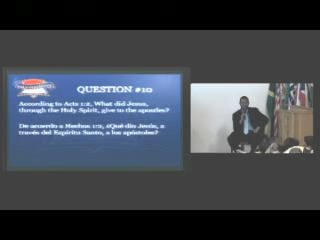 QUESTION #10
According to Acts 1:2, What did Jesus,
through the Holy Spirit, give to the apostles?
De acuerdo a Hechos 1:2, ¿Qué dio Jesús, a
través del Espíritu Santo, a los apóstoles?